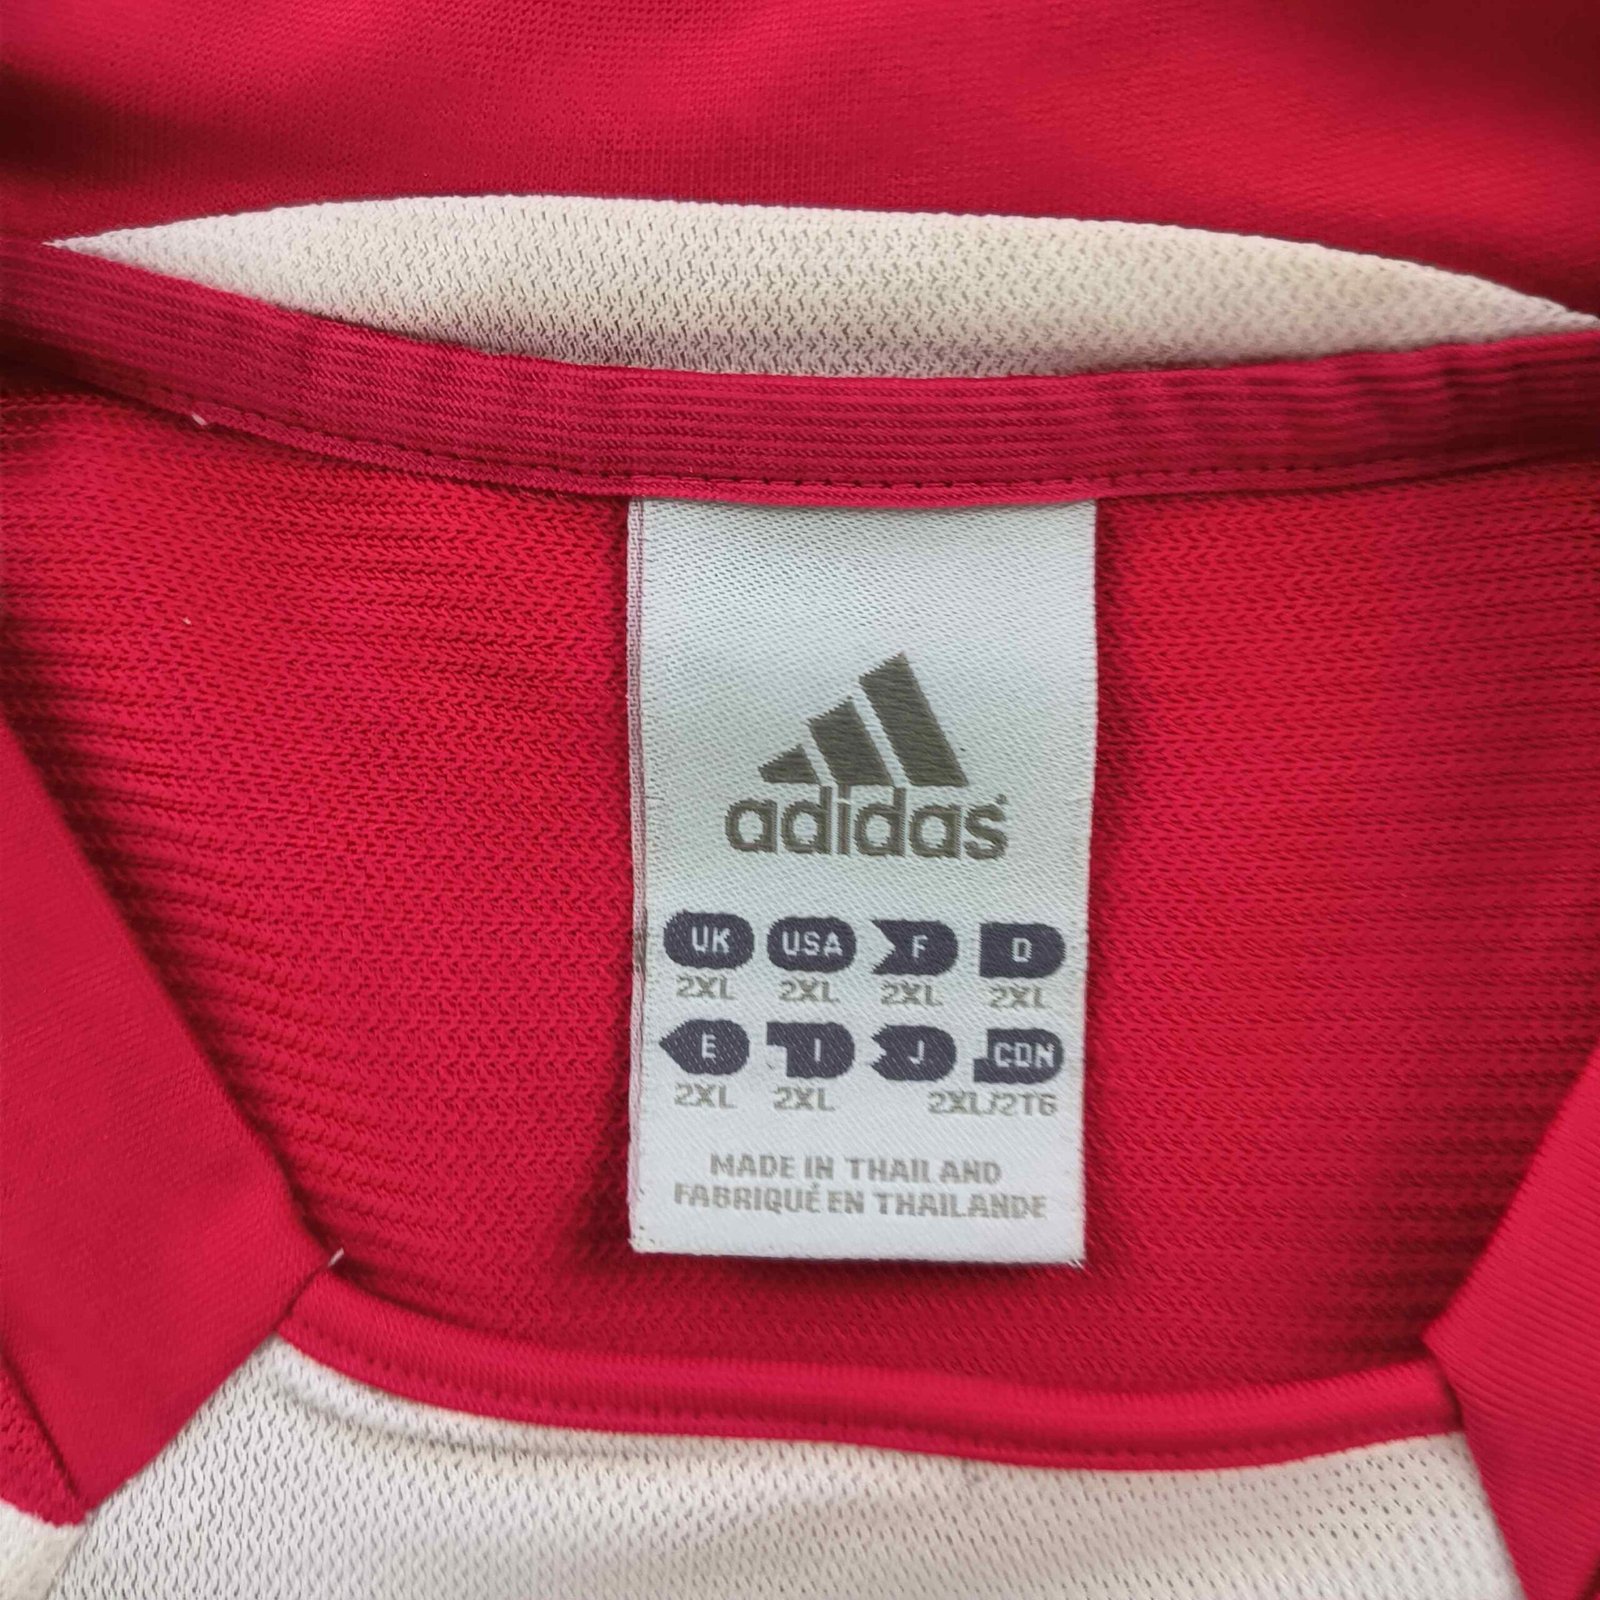 adidas
UK USA F D
2XL 2XL 2XL 2XL
E I J CDN
2XL 2XL 2XL/2TG
MADE IN THAILAND
FABRIQUÉ EN THAILANDE